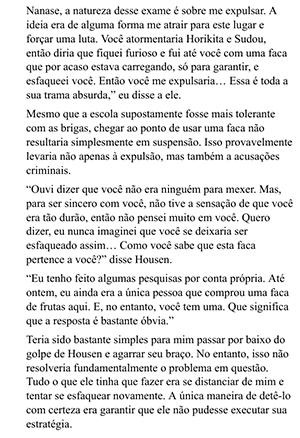 Nanase, a natureza desse exame é sobre me expulsar. A
ideia era de alguma forma me atrair para este lugar e
forçar uma luta. Você atormentaria Horikita e Sudou,
então diria que fiquei furioso e fui até você com uma faca
que por acaso estava carregando, só para garantir, e
esfaqueei você. Então você me expulsaria… Essa é toda a
sua trama absurda,” eu disse a ele.
Mesmo que a escola supostamente fosse mais tolerante
com as brigas, chegar ao ponto de usar uma faca não
resultaria simplesmente em suspensão. Isso provavelmente
levaria não apenas à expulsão, mas também a acusações
criminais.
“Ouvi dizer que você não era ninguém para mexer. Mas,
para ser sincero com você, não tive a sensação de que você
era tão durão, então não pensei muito em você. Quero
dizer, eu nunca imaginei que você se deixaria ser
esfaqueado assim… Como você sabe que esta faca
pertence a você?” disse Housen.
“Eu tenho feito algumas pesquisas por conta própria. Até
ontem, eu ainda era a única pessoa que comprou uma faca
de frutas aqui. E, no entanto, você tem uma. Que significa
que a resposta é bastante óbvia.”
Teria sido bastante simples para mim passar por baixo do
golpe de Housen e agarrar seu braço. No entanto, isso não
resolveria fundamentalmente o problema em questão.
Tudo o que ele tinha que fazer era se distanciar de mim e
tentar se esfaquear novamente. A única maneira de detê-lo
com certeza era garantir que ele não pudesse executar sua
estratégia.